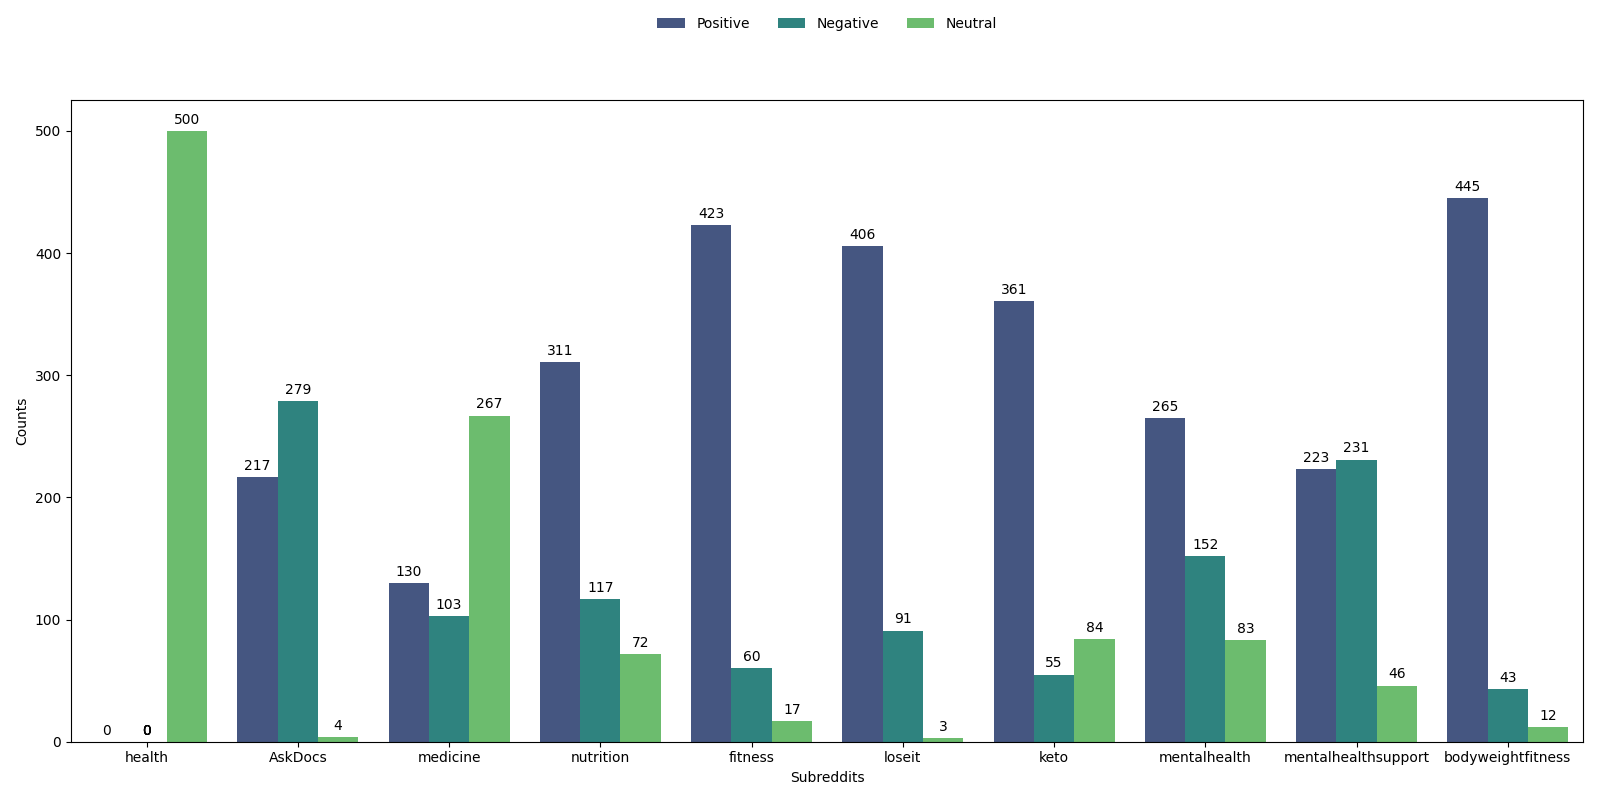 Positive Negative Neutral
500
400
300
200
100
0
Counts
0 0 500
217 279 4
130 103 267
311 117 72
423 60 17
406 91 3
361 55 84
265 152 83
223 231 46
445 43 12
health AskDocs medicine nutrition fitness loseit keto mentalhealth mentalhealthsupport bodyweightfitness
Subreddits